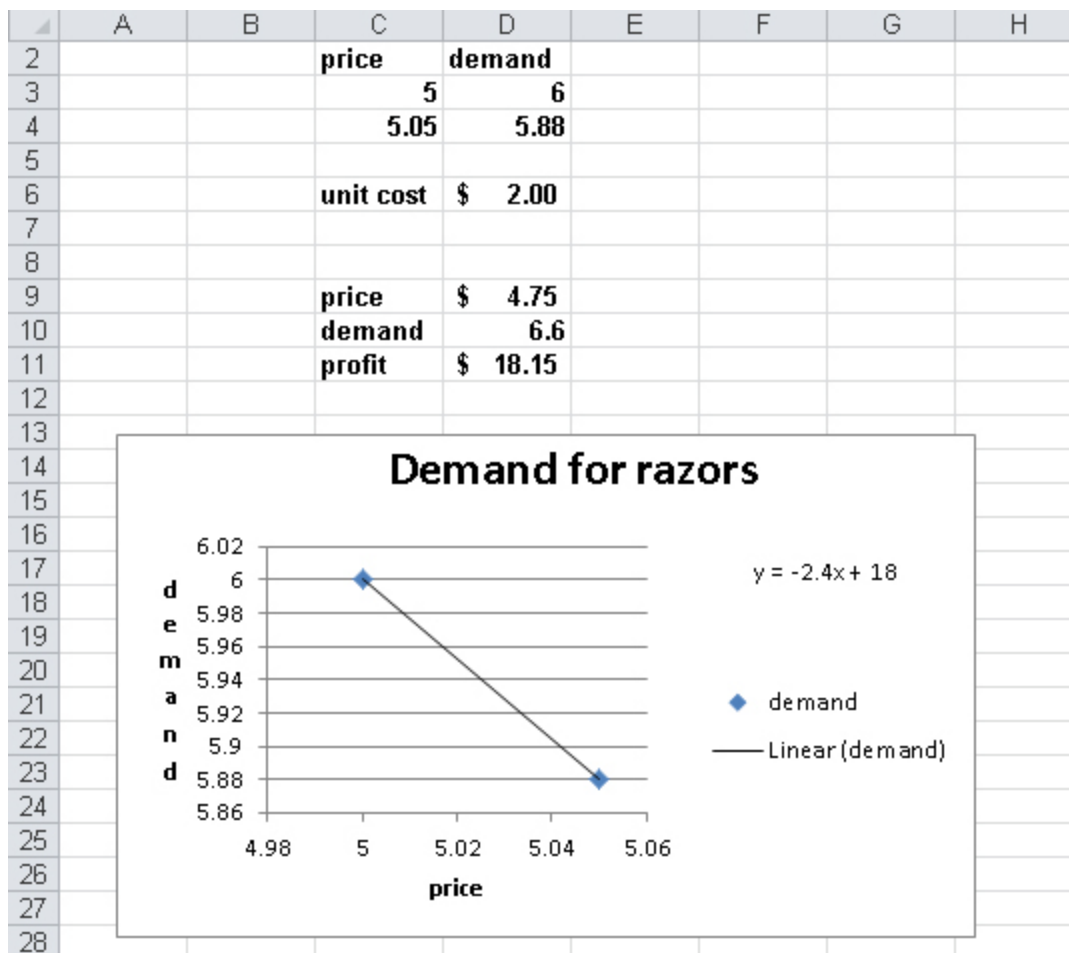 A B C D E F G H
2 price demand
3 5 6
4 5.05 5.88
5
6 unit cost $ 2.00
7
8
9 price $ 4.75
10 demand 6.6
11 profit $ 18.15
12
13
14
15
16
17
18
19
20
21
22
23
24
25
26
27
28
Demand for razors
demand
6.02
6
5.98
5.96
5.94
5.92
5.9
5.88
5.86
4.98 5 5.02 5.04 5.06
price
y = -2.4x + 18
demand
Linear (demand)